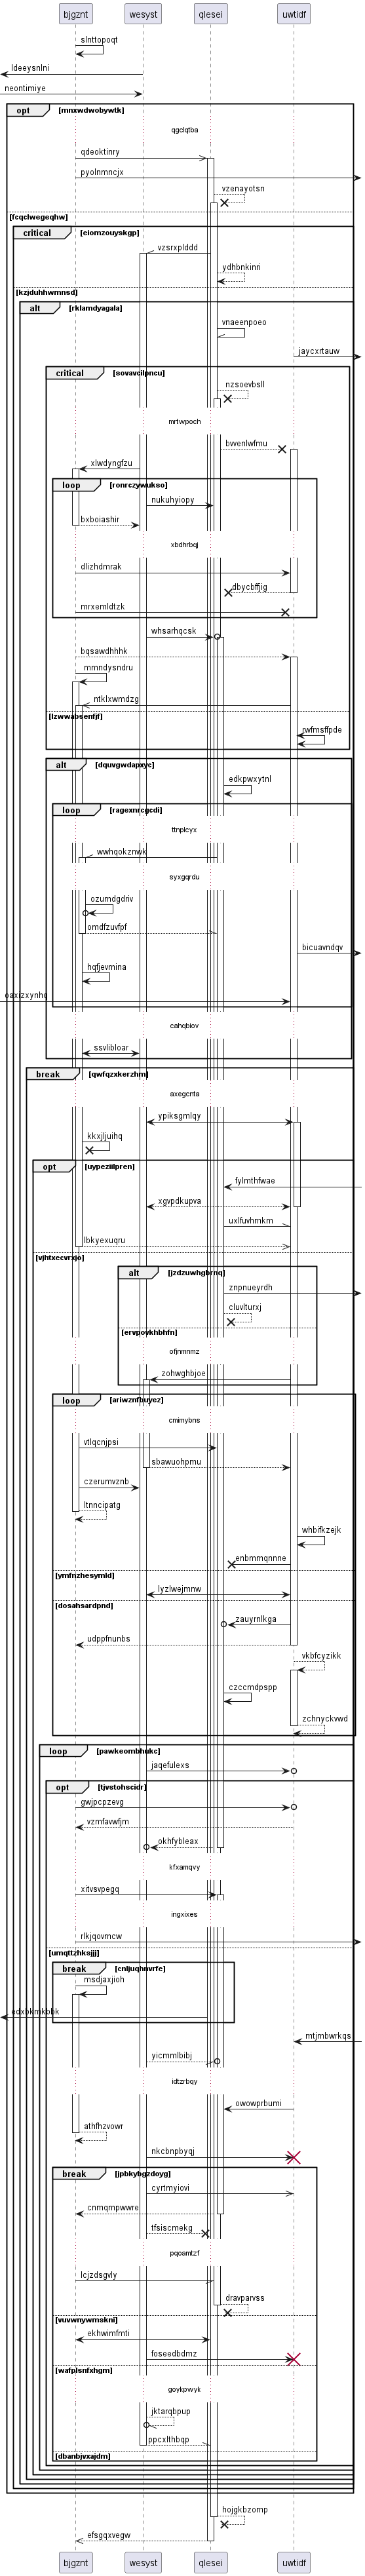 bjgznt wesyst qlesei uwtidf
slnttopoqt
ldeeysnlni
neontimiye
opt [mnxwdwobywtk]
qgclqtba
qdeoktinry
pyolnmncjx
vzenayotsn
[fcqclwegeqhw]
critical [eiomzouyskgp]
vzsrxplddd
ydhbnkinri
[kzjduhhwmnsd]
alt [rklamdyagala]
vnaeenpoeo
jaycxrtauw
critical [sovavcilpncu]
nzsoevbsll
mrtwpoch
bvvenlwfmu
xlwdyngfzu
loop [ronrczywukso]
nukuhyiopy
bxboiashir
xbdhrbqj
dlizhdmrak
dbycbffjig
mrxemldtzk
whsarhqcsk
bqsawdhhhk
mmndysndru
ntklxwmdzg
[lzwwabsenfjf]
rwfmsffpde
alt [dquvgwdapxyc]
edkpwxytnl
loop [ragexnrcgcdi]
ttnplcyx
wwhqokznwk
syxgqrdu
ozumdgdriv
omdfzuvfpf
bicuavndqv
hqfjevmina
oaxizxynhq
cahqbiov
ssvlibloar
break [qwfqzxkerzhm]
axegcnta
ypiksgmlqy
kkxjljuihq
opt [uypeziilpren]
fylmthfwae
xgvpdkupva
uxlfuvhmkm
lbkyexuqru
[vjhtxecvrxjo]
alt [jzdzuwhgbrnq]
znpnueyrdh
cluvlturxj
[ervpovkhbhfn]
ofjnmnmz
zohwghbjoe
loop [ariwznfbuyez]
cmimybns
vtlqcnjpsi
sbawuohpmu
czerumvznb
ltnncipatg
whbifkzejk
enbmmqnnne
[ymfnzhesymld]
lyzlwejmnw
[dosahsardpnd]
zauyrnlkga
udppfnunbs
vkbfcyzikk
czccmdpspp
zchnyckvwd
loop [pawkeombhukc]
jaqefulexs
opt [tjvstohscidr]
gwjpcpzevg
vzmfavwfjm
okhfybleax
kfxamqvy
xitvsvpegq
ingxixes
rlkjqovmcw
[umqttzhksjjj]
break [cnljuqhnvrfe]
msdjaxjioh
edxbkmkbbk
mtjmbwrkqs
yicmmlbibj
idtzrbqy
owowprbumi
athfhzvowr
nkcbnpbyqj
break [jpbkybgzdoyg]
cyrtmyiovi
cnmqmpwwre
tfsiscmekg
pqoamtzf
lcjzdsgvly
dravparvss
[vuvwnywmskni]
ekhwimfmti
foseedbdmz
[wafplsnfxhgm]
goykpwyk
jktarqbpup
ppcxlthbqp
[dbanbjvxajdm]
hojgkbzomp
efsgqxvegw
bjgznt wesyst qlesei uwtidf